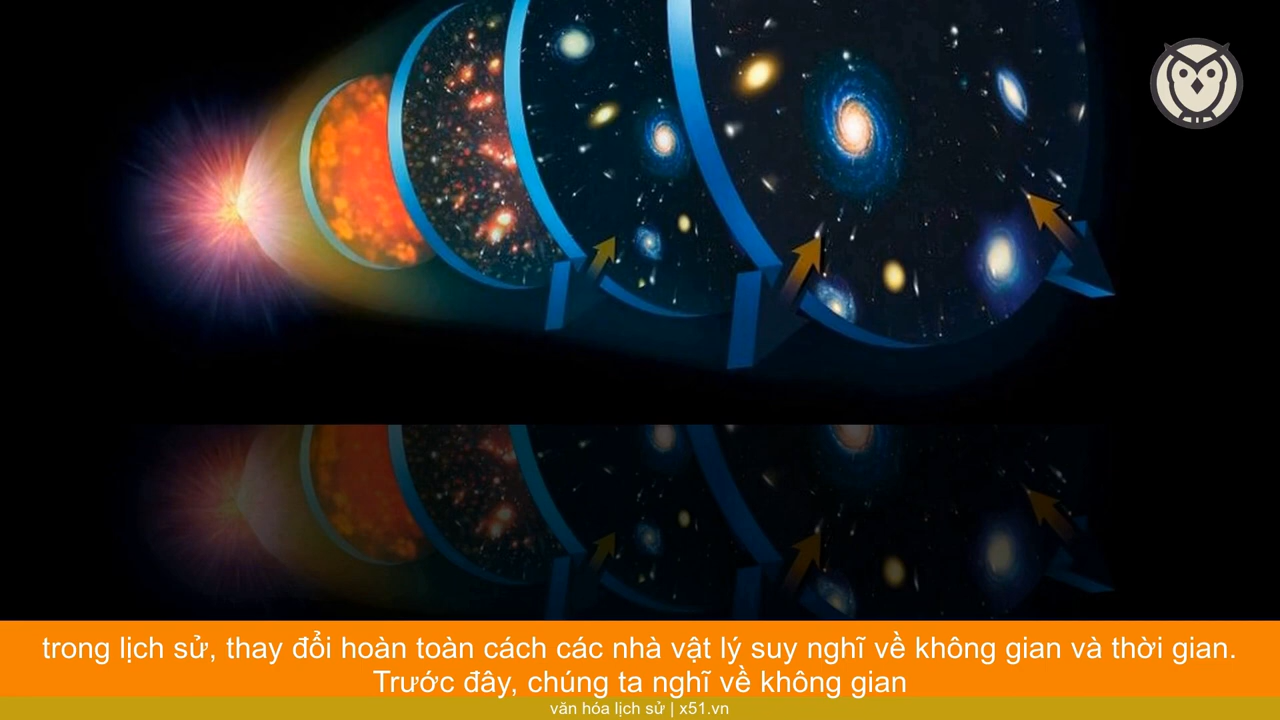 trong lịch sử, thay đổi hoàn toàn cách các nhà vật lý suy nghĩ về không gian và thời gian.
Trước đây, chúng ta nghĩ về không gian
văn hóa lịch sử | x51.vn